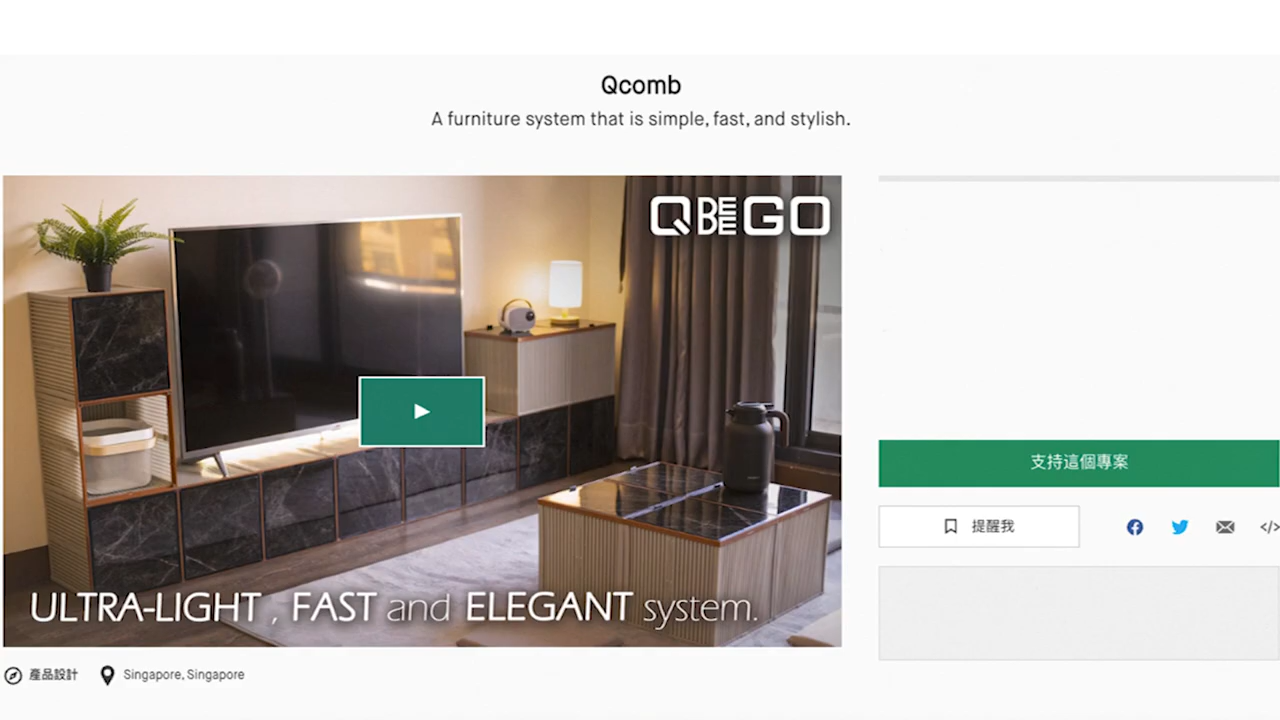 Qcomb
A furniture system that is simple, fast, and stylish.
QBEEGO
ULTRA-LIGHT , FAST and ELEGANT system.
支持這個專案
提醒我
產品設計
Singapore, Singapore